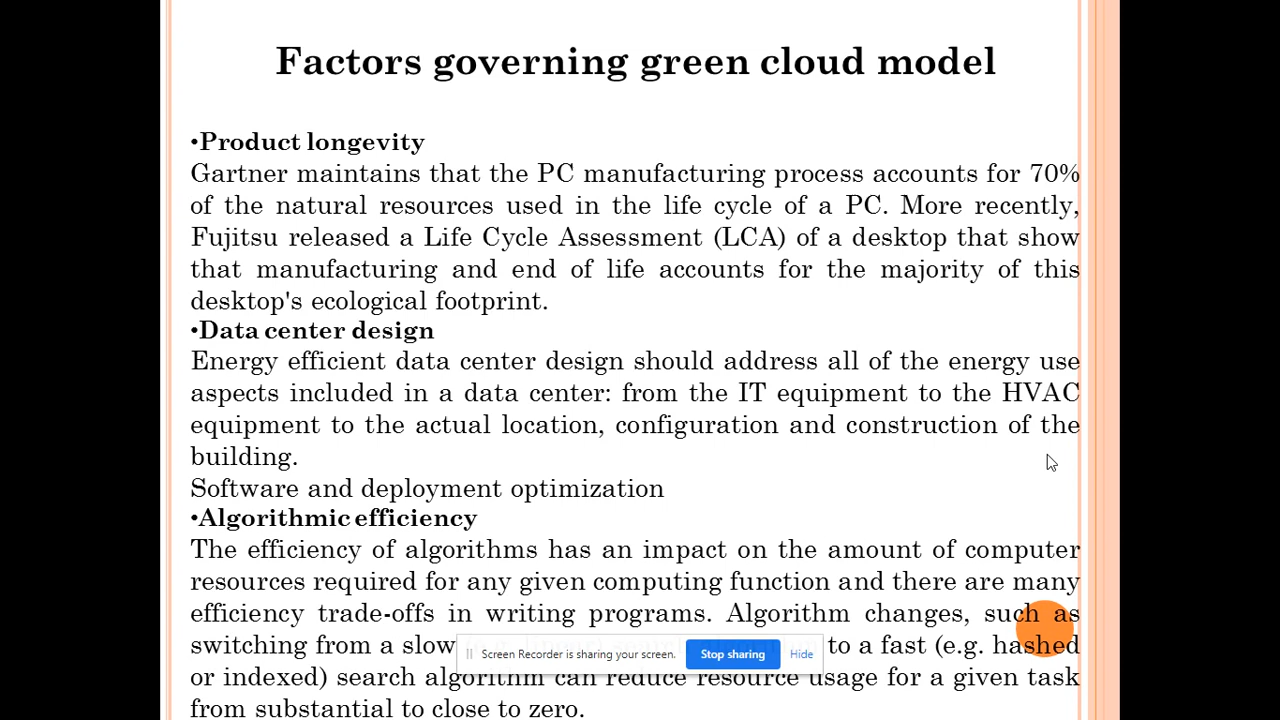 Factors governing green cloud model
•Product longevity
Gartner maintains that the PC manufacturing process accounts for 70%
of the natural resources used in the life cycle of a PC. More recently,
Fujitsu released a Life Cycle Assessment (LCA) of a desktop that show
that manufacturing and end of life accounts for the majority of this
desktop's ecological footprint.
•Data center design
Energy efficient data center design should address all of the energy use
aspects included in a data center: from the IT equipment to the HVAC
equipment to the actual location, configuration and construction of the
building.
Software and deployment optimization
•Algorithmic efficiency
The efficiency of algorithms has an impact on the amount of computer
resources required for any given computing function and there are many
efficiency trade-offs in writing programs. Algorithm changes, such as
switching from a slow to a fast (e.g. hashed
Screen Recorder is sharing your screen. Stop sharing Hide
or indexed) search algorithm can reduce resource usage for a given task
from substantial to close to zero.